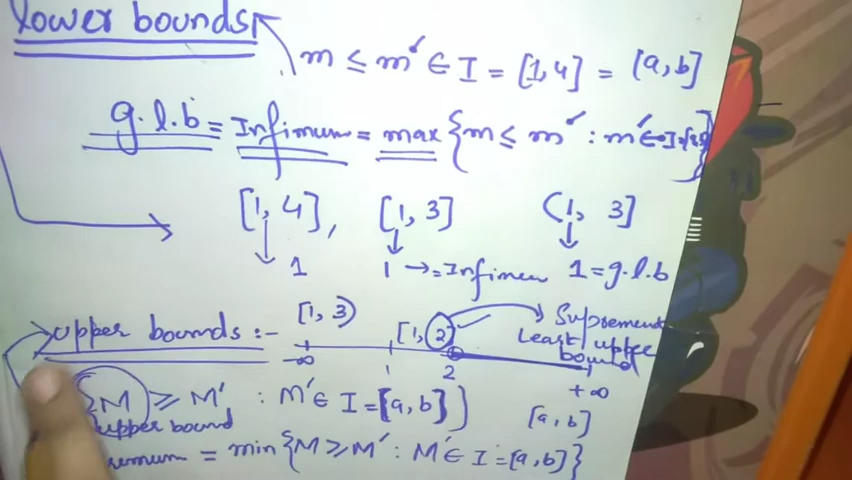 lower bounds
m ≤ m' ∈ I = [1,4] = [a,b]
g.l.b = Infimum = max {m ≤ m' : m' ∈ I = [a,b]}
[1, 4], [1, 3] (1, 3]
1 1 → = Infimum 1 = g.l.b
[1, 3)
upper bounds :- [1, 2] Supremum
Least upper bound
-∞ 1 2 +∞
{M ≥ M' : M' ∈ I = [a,b]} [a,b]
upper bound
= min {M ≥ M' : M' ∈ I = [a,b]}